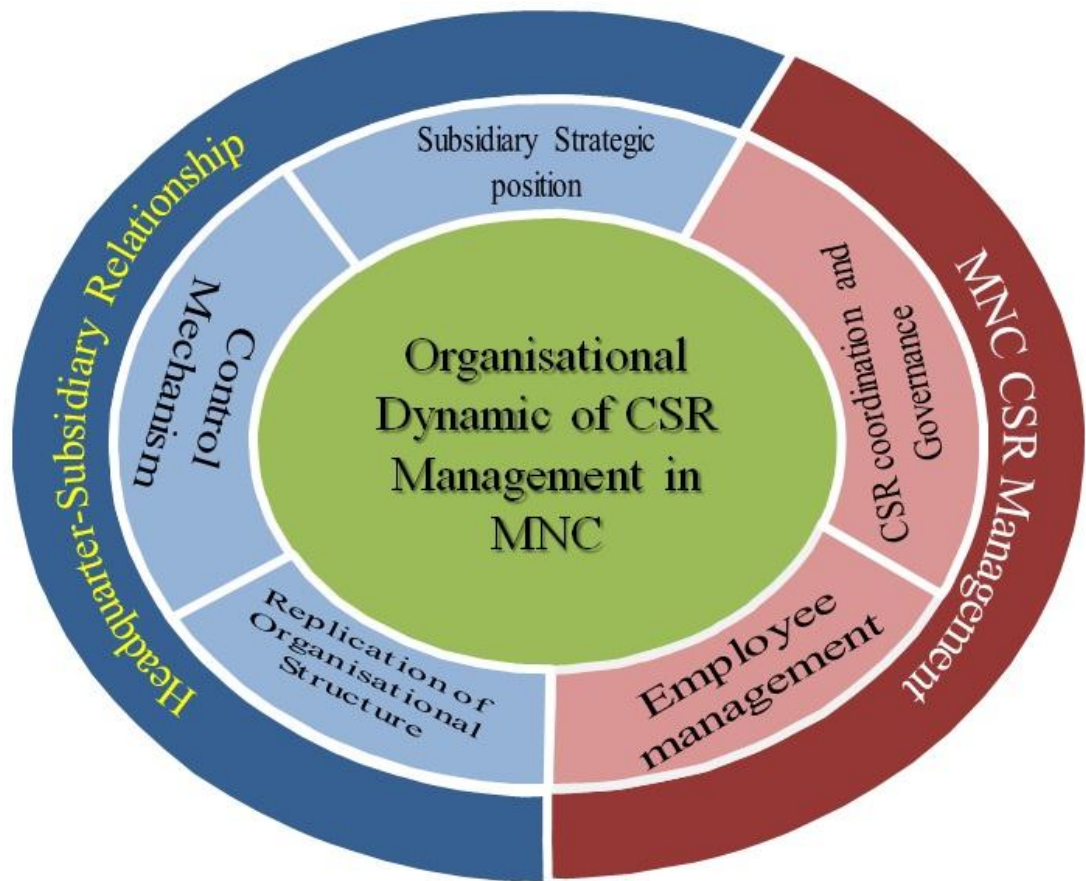 Headquarter-Subsidiary Relationship
Subsidiary Strategic
position
MNC CSR Management
CSR coordination and
Governance
Control
Mechanism
Organisational
Dynamic of CSR
Management in
MNC
Replication of
Organisational
Structure
Employee
management